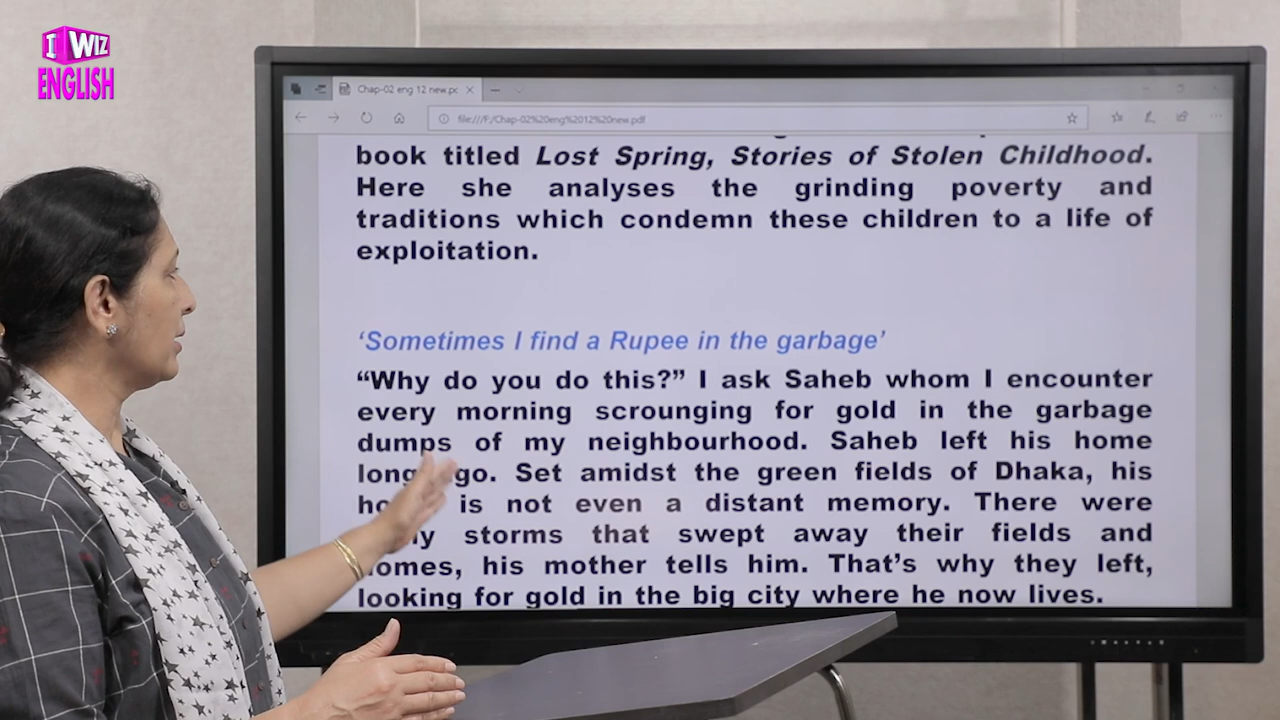 I WIZ
ENGLISH
Chap-02 eng 12 new.pc
file:///F:/Chap-02%20eng%2012%20new.pdf
book titled Lost Spring, Stories of Stolen Childhood.
Here she analyses the grinding poverty and
traditions which condemn these children to a life of
exploitation.
‘Sometimes I find a Rupee in the garbage’
“Why do you do this?” I ask Saheb whom I encounter
every morning scrounging for gold in the garbage
dumps of my neighbourhood. Saheb left his home
long go. Set amidst the green fields of Dhaka, his
is not even a distant memory. There were
storms that swept away their fields and
omes, his mother tells him. That’s why they left,
looking for gold in the big city where he now lives.